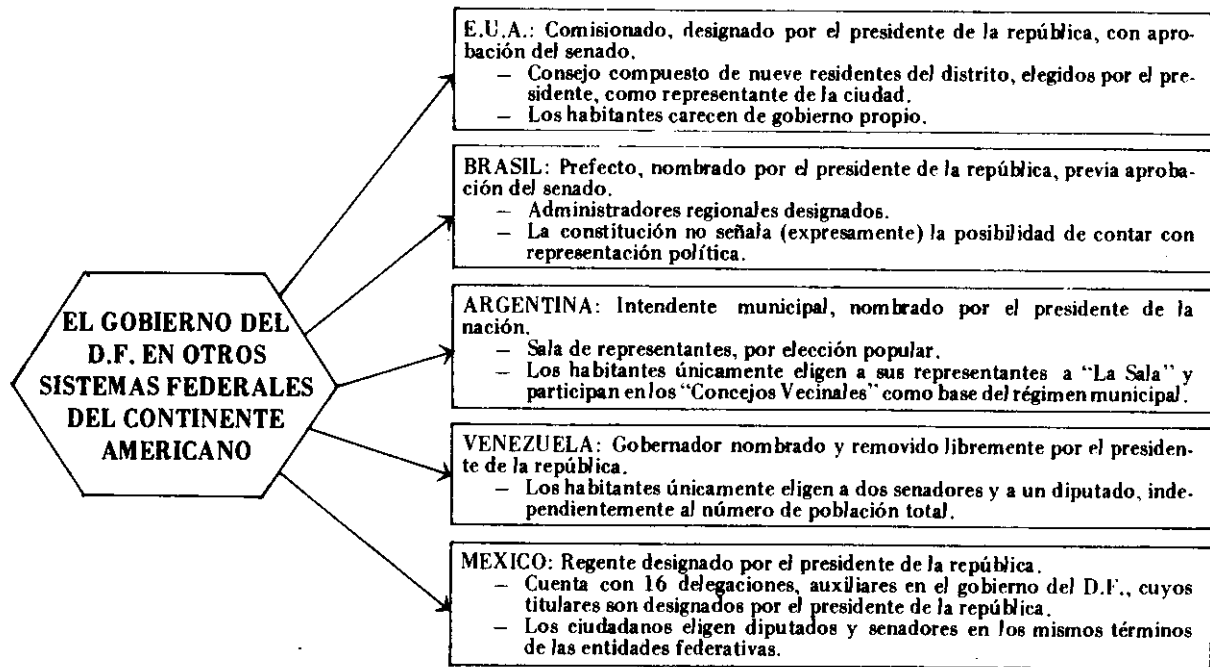 EL GOBIERNO DEL
D.F. EN OTROS
SISTEMAS FEDERALES
DEL CONTINENTE
AMERICANO
E.U.A.: Comisionado, designado por el presidente de la república, con apro-
bación del senado.
— Consejo compuesto de nueve residentes del distrito, elegidos por el pre-
sidente, como representante de la ciudad.
— Los habitantes carecen de gobierno propio.
BRASIL: Prefecto, nombrado por el presidente de la república, previa aproba-
ción del senado.
— Administradores regionales designados.
— La constitución no señala (expresamente) la posibilidad de contar con
representación política.
ARGENTINA: Intendente municipal, nombrado por el presidente de la
nación.
— Sala de representantes, por elección popular.
— Los habitantes únicamente eligen a sus representantes a "La Sala" y
participan en los "Concejos Vecinales" como base del régimen municipal.
VENEZUELA: Gobernador nombrado y removido libremente por el presiden-
te de la república.
— Los habitantes únicamente eligen a dos senadores y a un diputado, inde-
pendientemente al número de población total.
MEXICO: Regente designado por el presidente de la república.
— Cuenta con 16 delegaciones, auxiliares en el gobierno del D.F., cuyos
titulares son designados por el presidente de la república.
— Los ciudadanos eligen diputados y senadores en los mismos términos
de las entidades federativas.